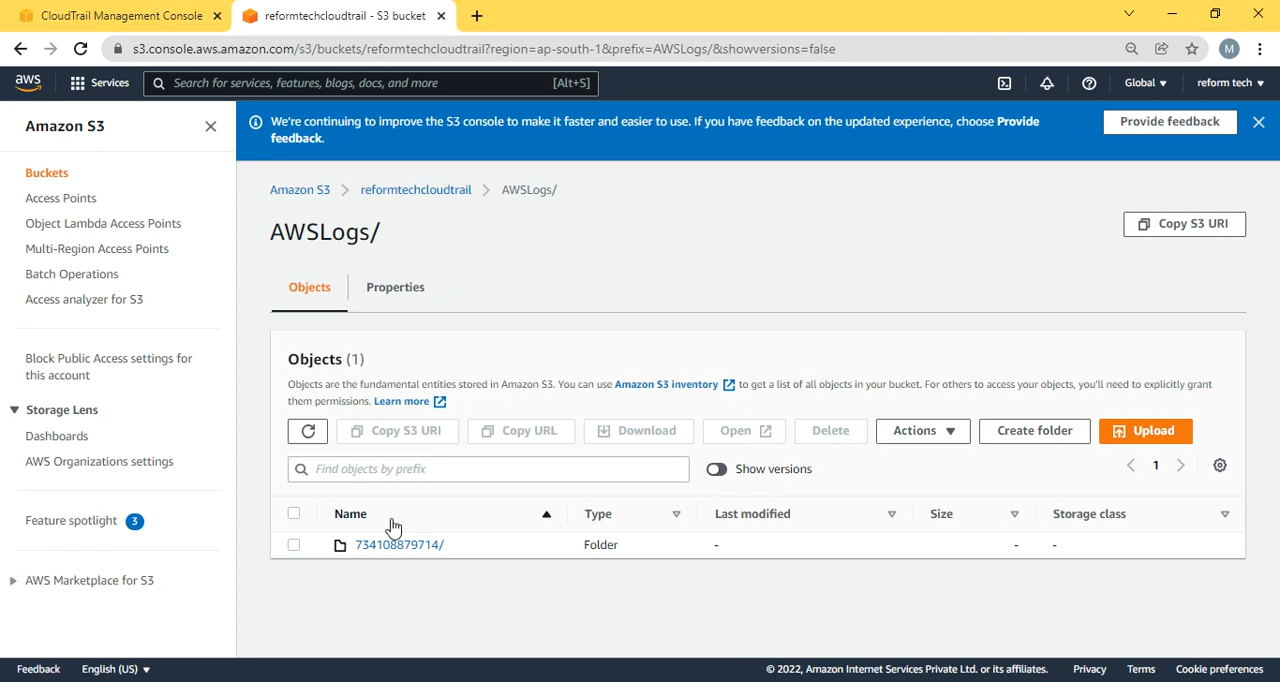 CloudTrail Management Console
reformtechcloudtrail - S3 bucket
s3.console.aws.amazon.com/s3/buckets/reformtechcloudtrail?region=ap-south-1&prefix=AWSLogs/&showversions=false
M
aws
Services
Search for services, features, blogs, docs, and more
[Alt+S]
Global
reform tech
Amazon S3
Buckets
Access Points
Object Lambda Access Points
Multi-Region Access Points
Batch Operations
Access analyzer for S3
Block Public Access settings for
this account
Storage Lens
Dashboards
AWS Organizations settings
Feature spotlight 3
AWS Marketplace for S3
We're continuing to improve the S3 console to make it faster and easier to use. If you have feedback on the updated experience, choose Provide
feedback.
Provide feedback
Amazon S3
reformtechcloudtrail
AWSLogs/
AWSLogs/
Copy S3 URI
Objects
Properties
Objects (1)
Objects are the fundamental entities stored in Amazon S3. You can use Amazon S3 inventory to get a list of all objects in your bucket. For others to access your objects, you'll need to explicitly grant
them permissions. Learn more
Copy S3 URI
Copy URL
Download
Open
Delete
Actions
Create folder
Upload
Find objects by prefix
Show versions
1
Name
Type
Last modified
Size
Storage class
734108879714/
Folder
-
-
-
Feedback
English (US)
© 2022, Amazon Internet Services Private Ltd. or its affiliates.
Privacy
Terms
Cookie preferences